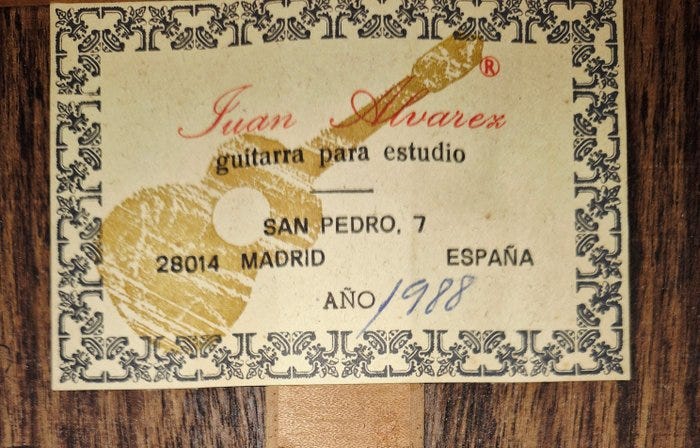 ®
Juan Alvarez
guitarra para estudio
SAN PEDRO, 7
28014 MADRID ESPAÑA
AÑO 1988